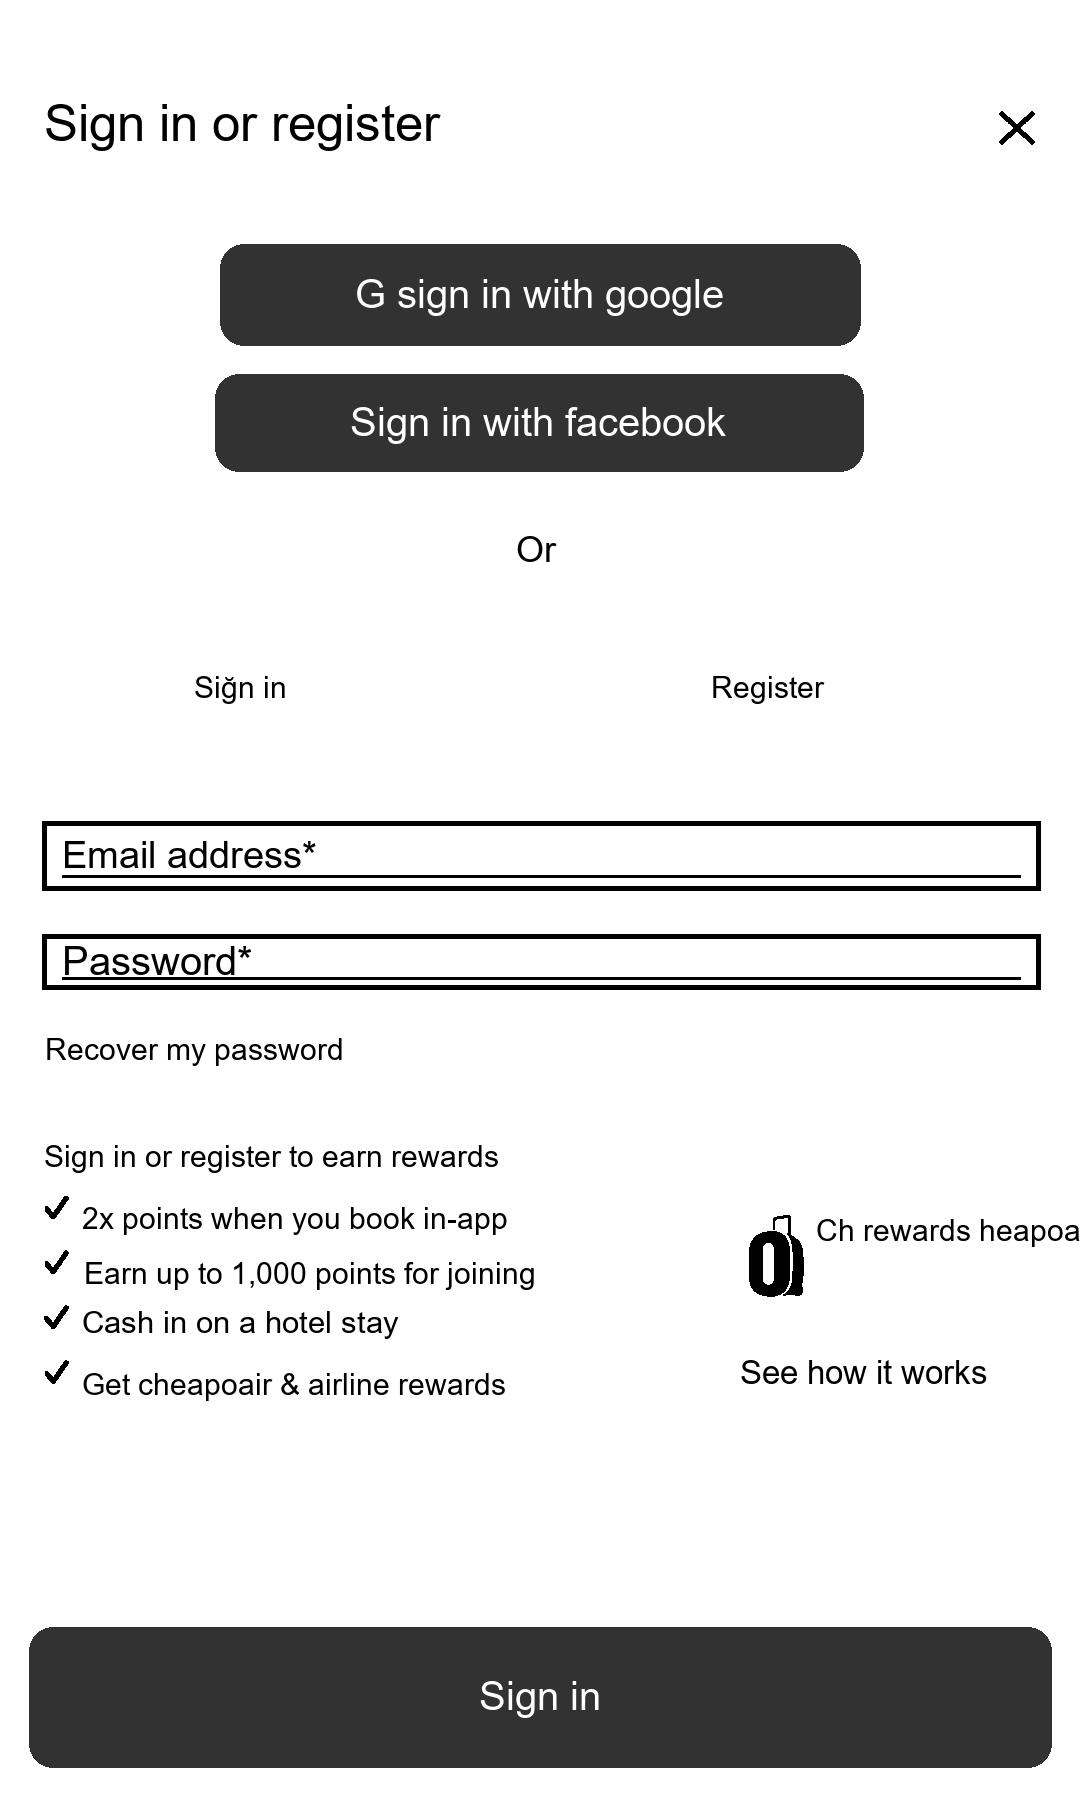 Sign in or register
G sign in with google
Sign in with facebook
Or
Siğn in
Register
Email address*
Password*
Recover my password
Sign in or register to earn rewards
2x points when you book in-app
Earn up to 1,000 points for joining
Cash in on a hotel stay
Get cheapoair & airline rewards
Ch rewards heapoa
See how it works
Sign in